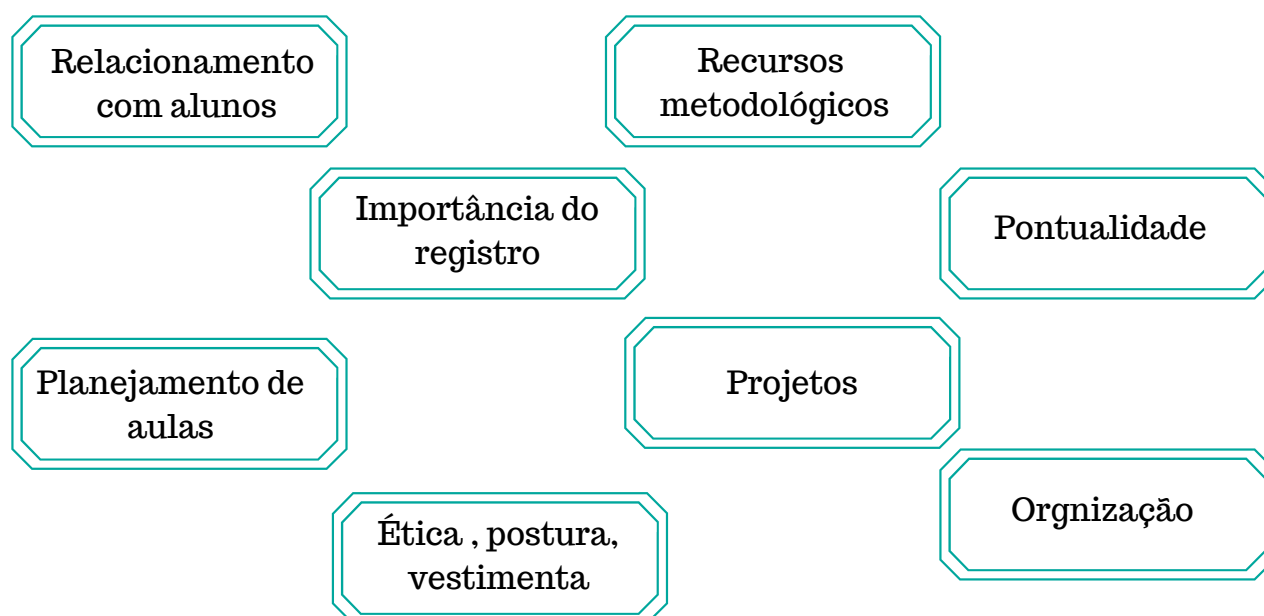 Relacionamento
com alunos
Recursos
metodológicos
Importância do
registro
Pontualidade
Planejamento de
aulas
Projetos
Ética , postura,
vestimenta
Orgnização